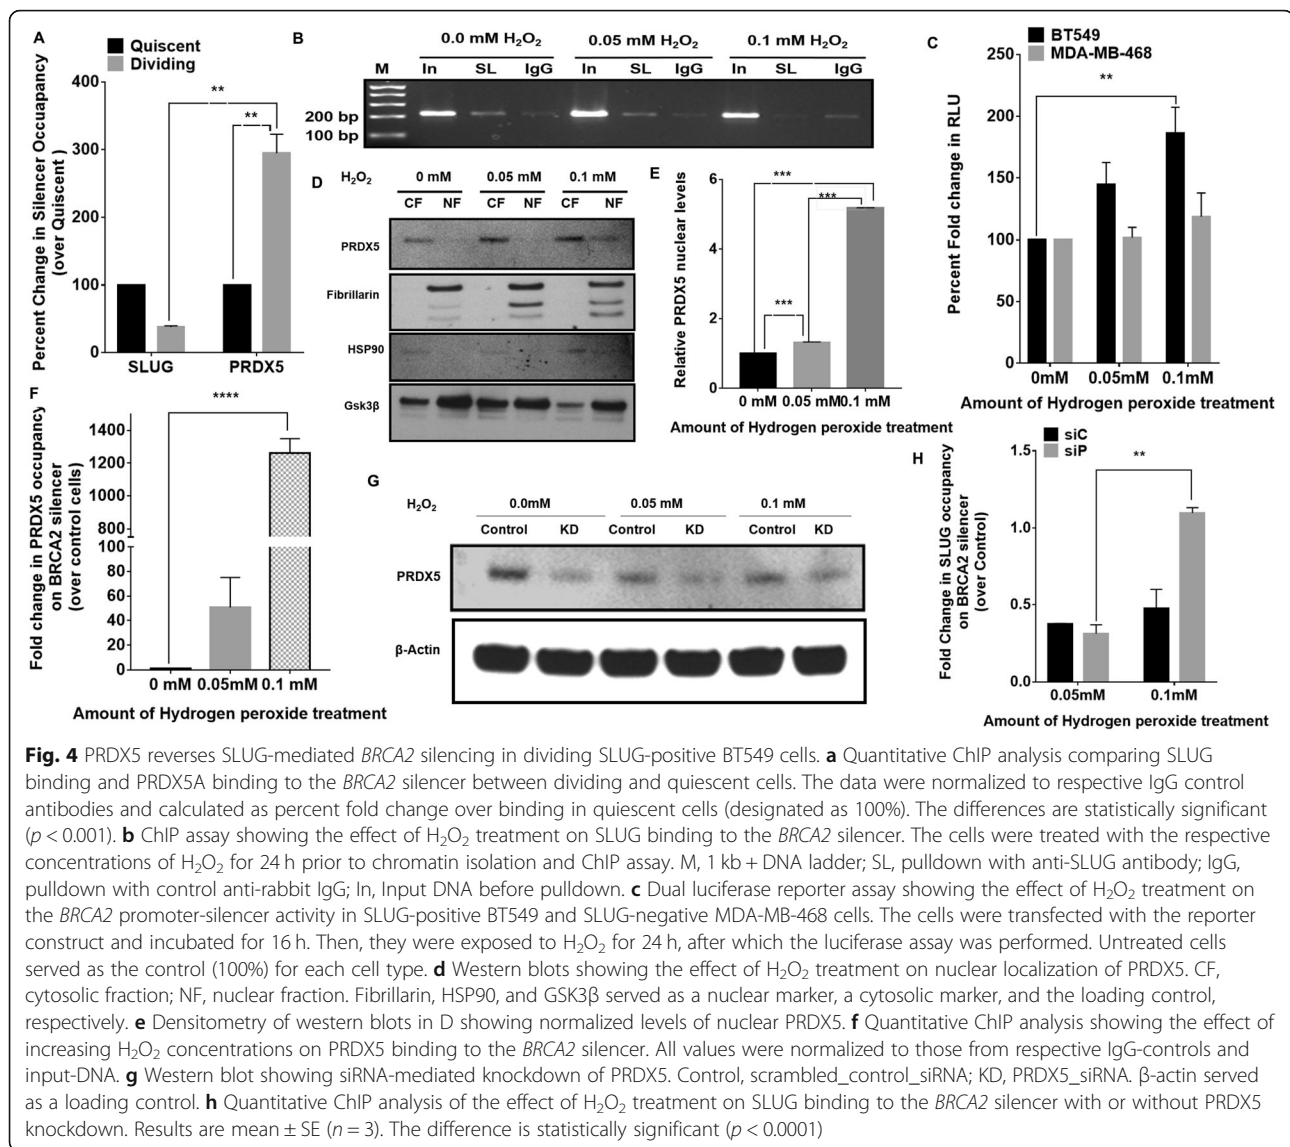 A
Quiscent
Dividing
Percent Change in Silencer Occuapancy
(over Quiescent )
400
300
200
100
0
**
**
SLUG
PRDX5
B
0.0 mM H₂O₂
0.05 mM H₂O₂
0.1 mM H₂O₂
M
In
SL
IgG
In
SL
IgG
In
SL
IgG
200 bp
100 bp
C
BT549
MDA-MB-468
Percent Fold change in RLU
250
200
150
100
50
0
**
0mM
0.05mM
0.1mM
Amount of Hydrogen peroxide treatment
D
H₂O₂
0 mM
0.05 mM
0.1 mM
CF
NF
CF
NF
CF
NF
PRDX5
Fibrillarin
HSP90
Gsk3β
E
Relative PRDX5 nuclear levels
6
4
2
0
***
***
***
0 mM
0.05 mM
0.1 mM
Amount of Hydrogen peroxide treatment
F
Fold change in PRDX5 occupancy
on BRCA2 silencer
(over control cells)
1400
1200
1000
800
600
400
200
100
80
60
40
20
0
****
0 mM
0.05mM
0.1 mM
Amount of Hydrogen peroxide treatment
G
H₂O₂
0.0mM
0.05 mM
0.1 mM
Control
KD
Control
KD
Control
KD
PRDX5
β-Actin
H
siC
siP
Fold Change in SLUG occupancy
on BRCA2 silencer
(over Control)
1.5
1.0
0.5
0.0
**
0.05mM
0.1mM
Amount of Hydrogen peroxide treatment
Fig. 4 PRDX5 reverses SLUG-mediated BRCA2 silencing in dividing SLUG-positive BT549 cells. a Quantitative ChIP analysis comparing SLUG
binding and PRDX5A binding to the BRCA2 silencer between dividing and quiescent cells. The data were normalized to respective IgG control
antibodies and calculated as percent fold change over binding in quiescent cells (designated as 100%). The differences are statistically significant
(p < 0.001). b ChIP assay showing the effect of H₂O₂ treatment on SLUG binding to the BRCA2 silencer. The cells were treated with the respective
concentrations of H₂O₂ for 24 h prior to chromatin isolation and ChIP assay. M, 1 kb + DNA ladder; SL, pulldown with anti-SLUG antibody; IgG,
pulldown with control anti-rabbit IgG; In, Input DNA before pulldown. c Dual luciferase reporter assay showing the effect of H₂O₂ treatment on
the BRCA2 promoter-silencer activity in SLUG-positive BT549 and SLUG-negative MDA-MB-468 cells. The cells were transfected with the reporter
construct and incubated for 16 h. Then, they were exposed to H₂O₂ for 24 h, after which the luciferase assay was performed. Untreated cells
served as the control (100%) for each cell type. d Western blots showing the effect of H₂O₂ treatment on nuclear localization of PRDX5. CF,
cytosolic fraction; NF, nuclear fraction. Fibrillarin, HSP90, and GSK3β served as a nuclear marker, a cytosolic marker, and the loading control,
respectively. e Densitometry of western blots in D showing normalized levels of nuclear PRDX5. f Quantitative ChIP analysis showing the effect of
increasing H₂O₂ concentrations on PRDX5 binding to the BRCA2 silencer. All values were normalized to those from respective IgG-controls and
input-DNA. g Western blot showing siRNA-mediated knockdown of PRDX5. Control, scrambled_control_siRNA; KD, PRDX5_siRNA. β-actin served
as a loading control. h Quantitative ChIP analysis of the effect of H₂O₂ treatment on SLUG binding to the BRCA2 silencer with or without PRDX5
knockdown. Results are mean ± SE (n = 3). The difference is statistically significant (p < 0.0001)